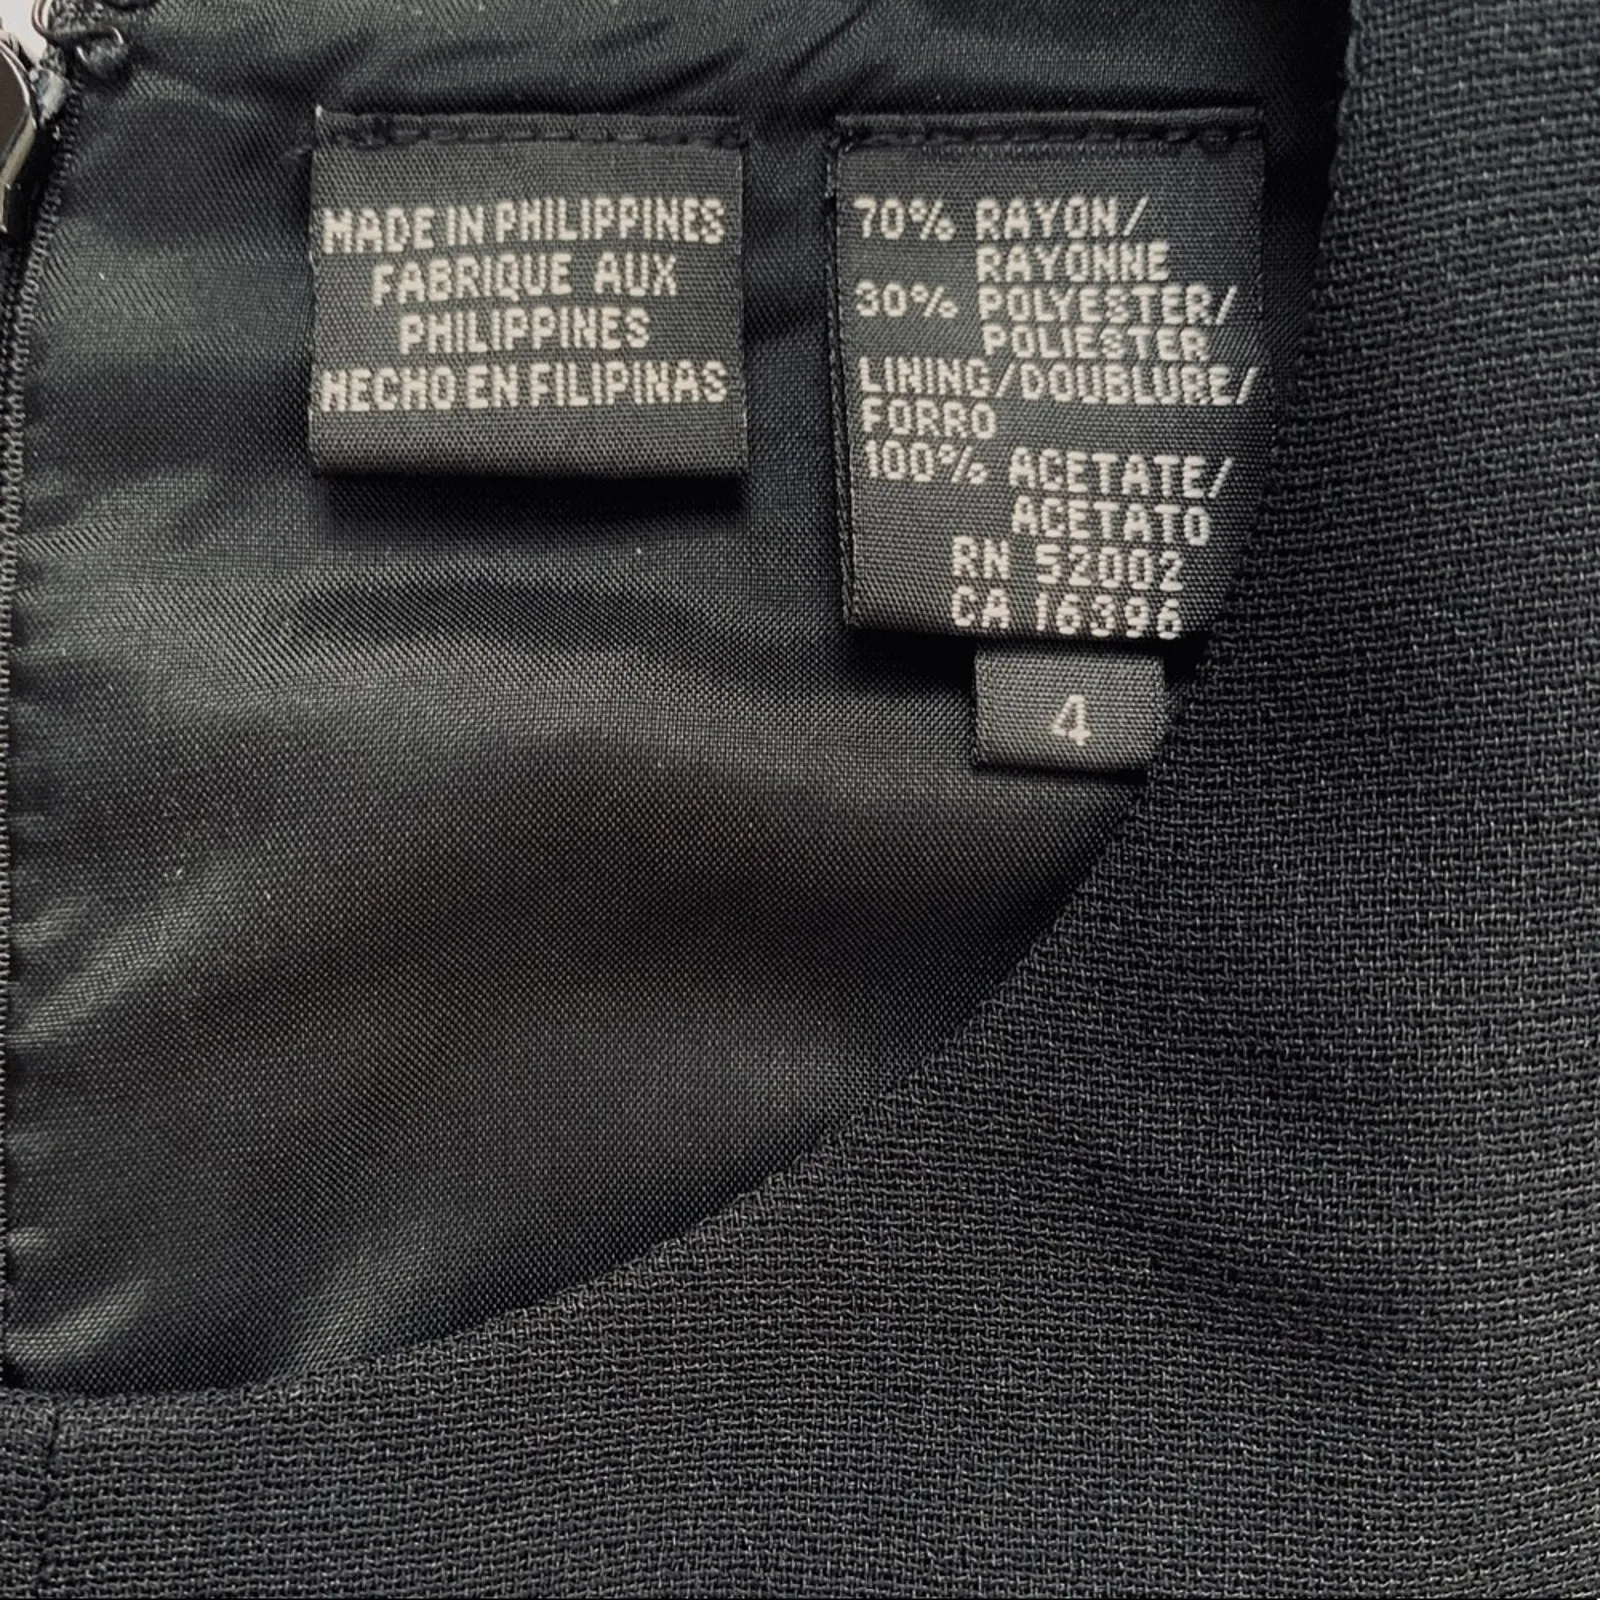 MADE IN PHILIPPINES
FABRIQUE AUX
PHILIPPINES
HECHO EN FILIPINAS
70% RAYON/
RAYONNE
30% POLYESTER/
POLIESTER
LINING/DOUBLURE/
FORRO
100% ACETATE/
ACETATO
RN 52002
CA 16396
4